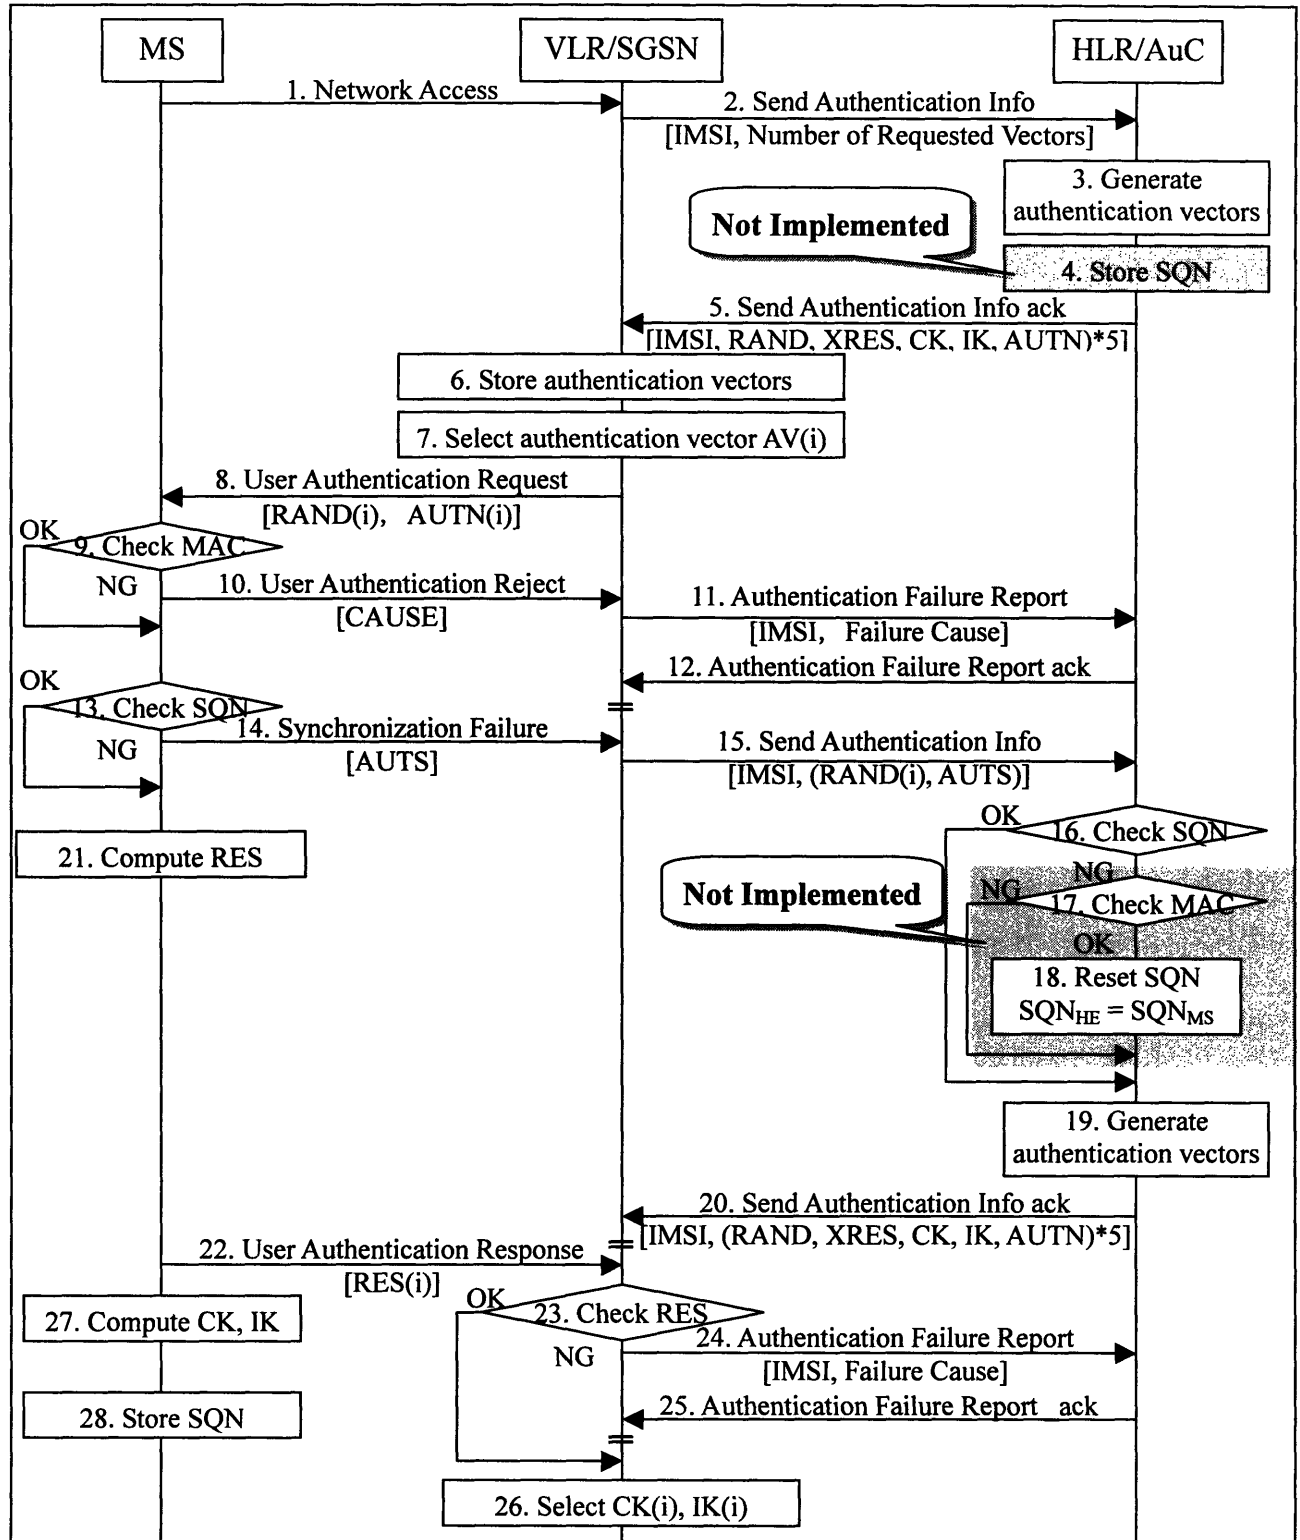 MS
VLR/SGSN
HLR/AuC
1. Network Access
2. Send Authentication Info
[IMSI, Number of Requested Vectors]
3. Generate
authentication vectors
Not Implemented
4. Store SQN
5. Send Authentication Info ack
[IMSI, RAND, XRES, CK, IK, AUTN)*5]
6. Store authentication vectors
7. Select authentication vector AV(i)
8. User Authentication Request
[RAND(i), AUTN(i)]
OK
9. Check MAC
NG
10. User Authentication Reject
[CAUSE]
11. Authentication Failure Report
[IMSI, Failure Cause]
12. Authentication Failure Report ack
OK
13. Check SQN
NG
14. Synchronization Failure
[AUTS]
15. Send Authentication Info
[IMSI, (RAND(i), AUTS)]
OK
16. Check SQN
21. Compute RES
NG
Not Implemented
NG
17. Check MAC
OK
18. Reset SQN
SQNHE = SQNMS
19. Generate
authentication vectors
20. Send Authentication Info ack
[IMSI, (RAND, XRES, CK, IK, AUTN)*5]
22. User Authentication Response
[RES(i)]
OK
23. Check RES
27. Compute CK, IK
NG
24. Authentication Failure Report
[IMSI, Failure Cause]
28. Store SQN
25. Authentication Failure Report ack
26. Select CK(i), IK(i)